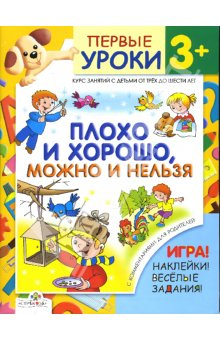 ПЕРВЫЕ
УРОКИ 3+
КУРС ЗАНЯТИЙ С ДЕТЬМИ ОТ ТРЁХ ДО ШЕСТИ ЛЕТ
ПЛОХО
И ХОРОШО,
МОЖНО И НЕЛЬЗЯ
С КОММЕНТАРИЯМИ ДЛЯ РОДИТЕЛЕЙ
ИГРА!
НАКЛЕЙКИ!
ВЕСЁЛЫЕ
ЗАДАНИЯ!
СТРЕКОЗА